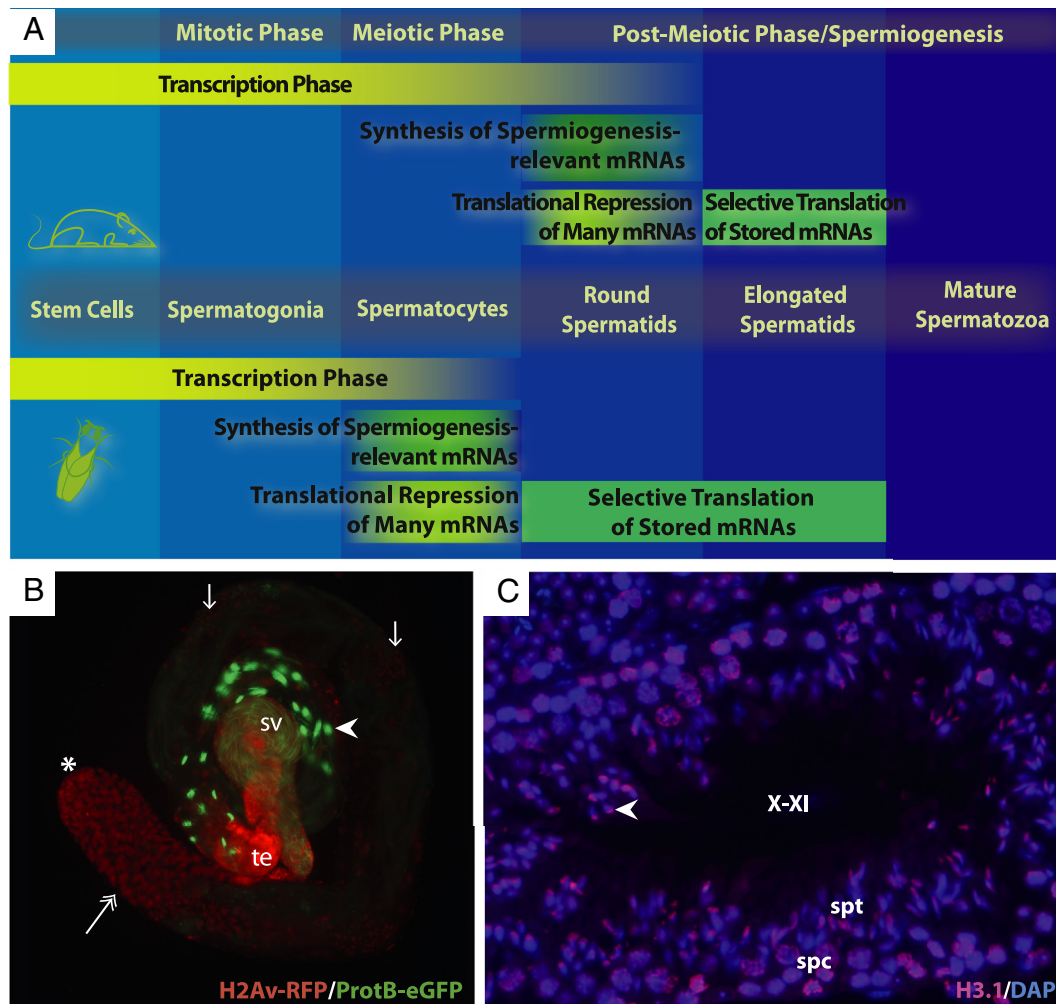 A
Mitotic Phase
Meiotic Phase
Post-Meiotic Phase/Spermiogenesis
Transcription Phase
Synthesis of Spermiogenesis-
relevant mRNAs
Translational Repression
of Many mRNAs
Selective Translation
of Stored mRNAs
Stem Cells
Spermatogonia
Spermatocytes
Round
Spermatids
Elongated
Spermatids
Mature
Spermatozoa
Transcription Phase
Synthesis of Spermiogenesis-
relevant mRNAs
Translational Repression
of Many mRNAs
Selective Translation
of Stored mRNAs
B
sv
*
te
H2Av-RFP/ProtB-eGFP
C
X-XI
spt
spc
H3.1/DAP